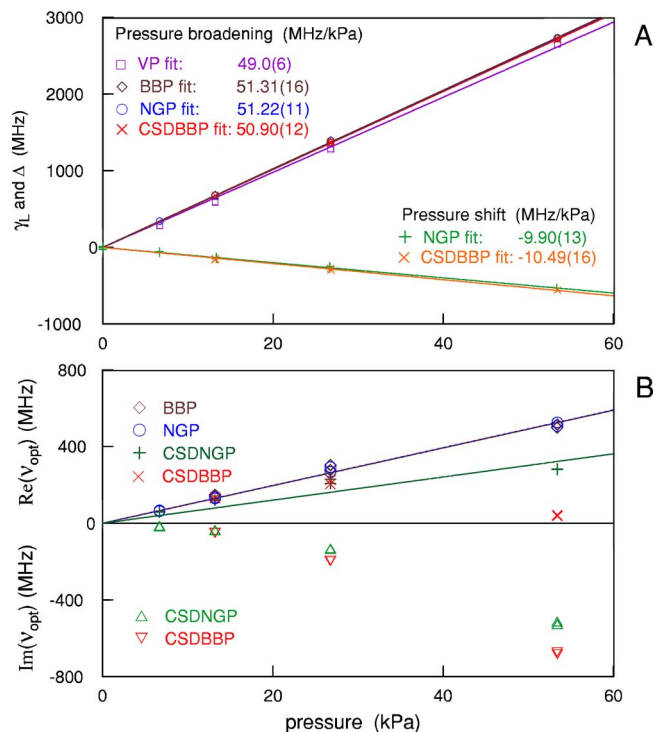 3000
Pressure broadening (MHz/kPa)
A
VP fit: 49.0(6)
BBP fit: 51.31(16)
NGP fit: 51.22(11)
CSDBBP fit: 50.90(12)
2000
1000
γL and Δ (MHz)
Pressure shift (MHz/kPa)
NGP fit: -9.90(13)
CSDBBP fit: -10.49(16)
0
-1000
0 20 40 60
800
B
BBP
NGP
CSDNGP
CSDBBP
400
Re(νopt) (MHz)
0
Im(νopt) (MHz)
-400
CSDNGP
CSDBBP
-800
0 20 40 60
pressure (kPa)